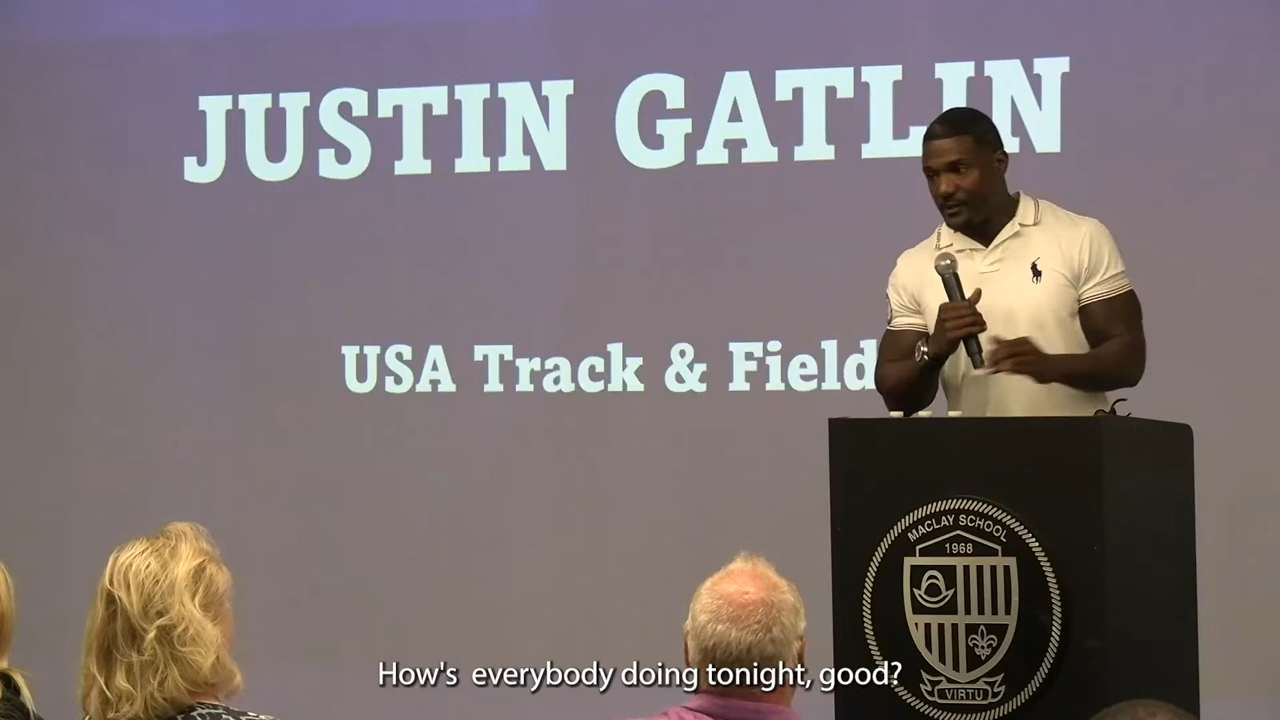 JUSTIN GATLIN
USA Track & Field
MACLAY SCHOOL
1968
VIRTU
How's everybody doing tonight, good?